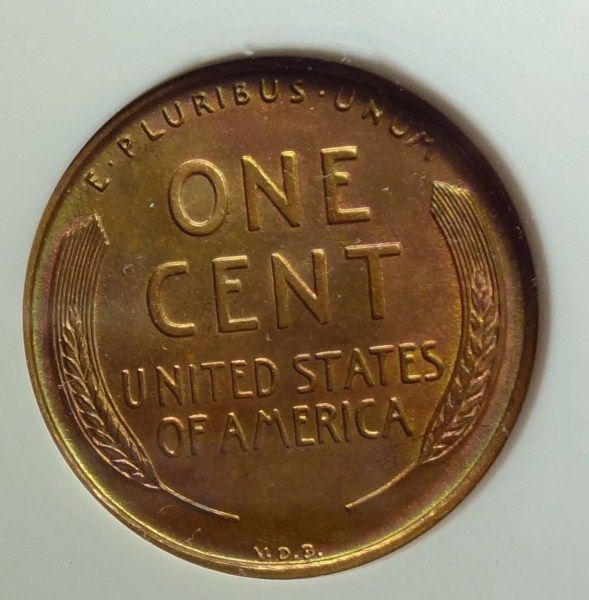 E·PLURIBUS·UNUM
ONE
CENT
UNITED STATES
OF AMERICA
V.D.B.